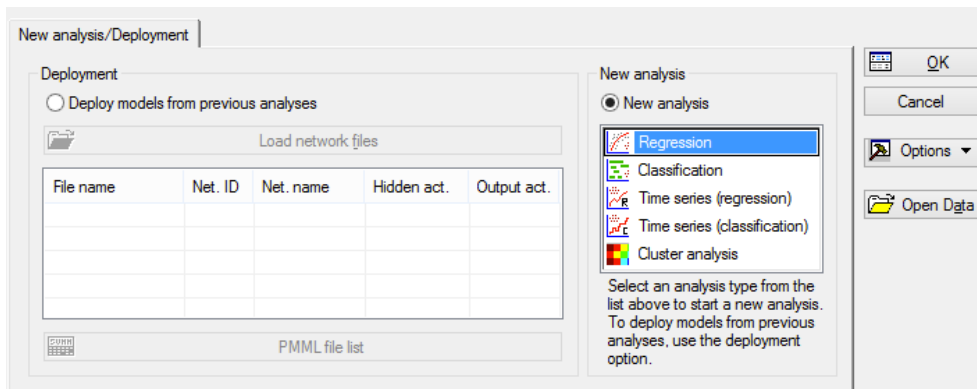 New analysis/Deployment
Deployment
Deploy models from previous analyses
Load network files
File name Net. ID Net. name Hidden act. Output act.
PMML file list
New analysis
New analysis
Regression
Classification
Time series (regression)
Time series (classification)
Cluster analysis
Select an analysis type from the
list above to start a new analysis.
To deploy models from previous
analyses, use the deployment
option.
OK
Cancel
Options
Open Data